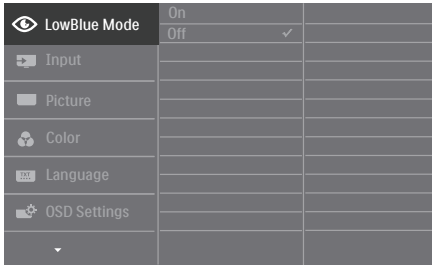 LowBlue Mode
On
Off
Input
Picture
Color
Language
OSD Settings